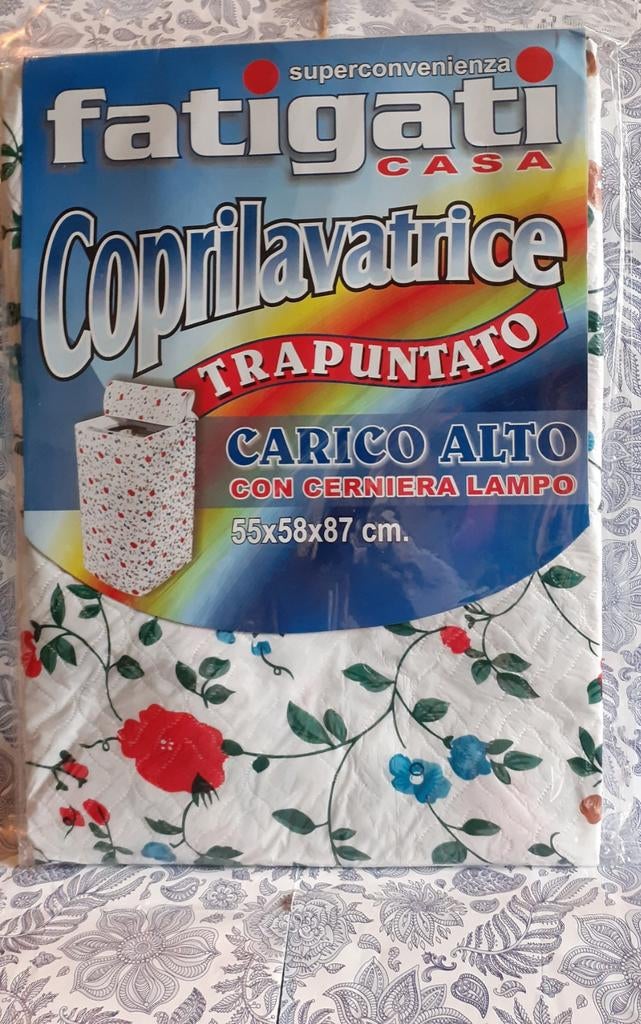 superconvenienza
fatigati
CASA
Coprilavatrice
TRAPUNTATO
CARICO ALTO
CON CERNIERA LAMPO
55x58x87 cm.